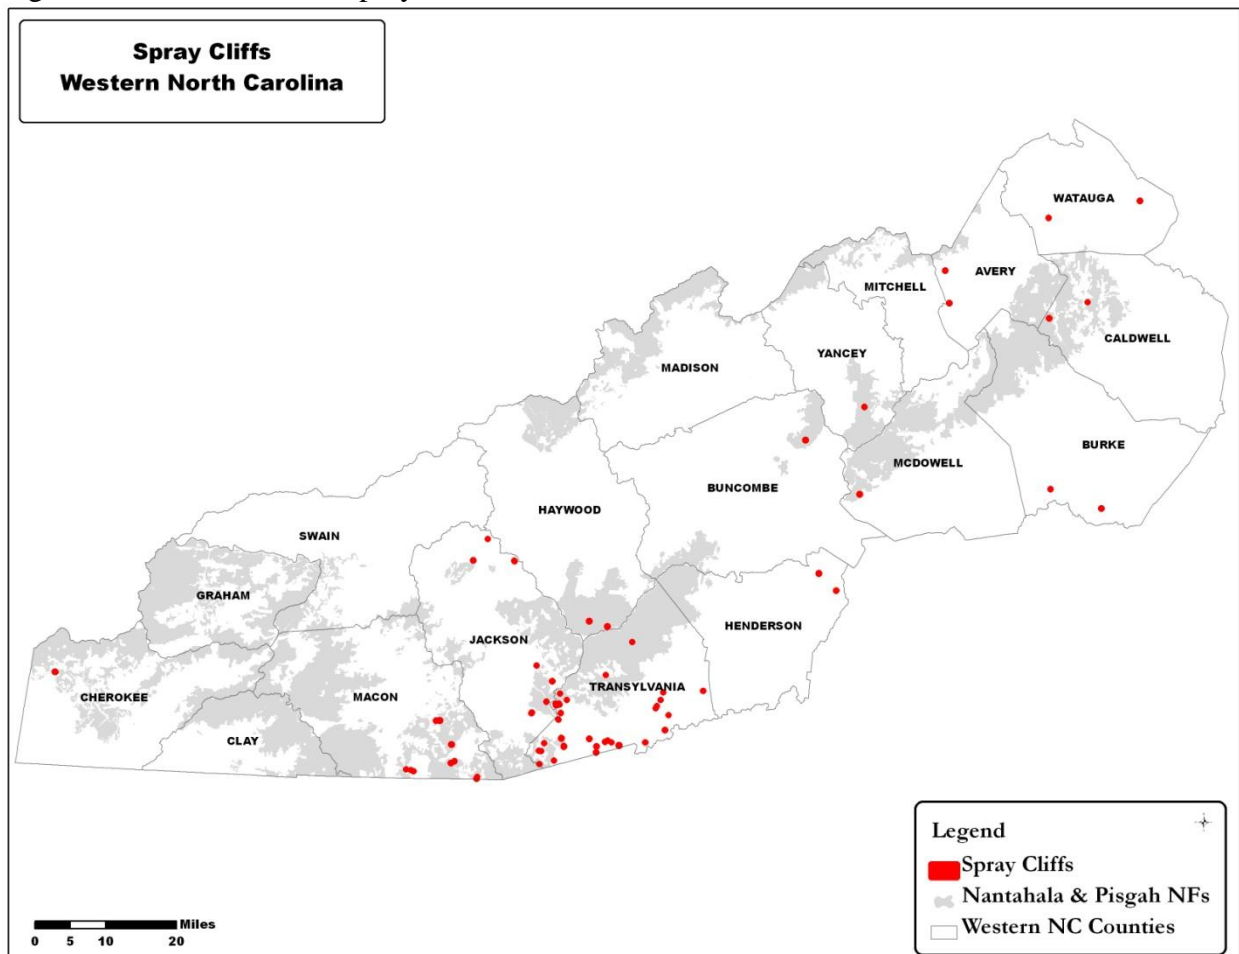 Spray Cliffs
Western North Carolina
WATAUGA
AVERY
MITCHELL
CALDWELL
YANCEY
MADISON
BURKE
MCDOWELL
BUNCOMBE
HAYWOOD
SWAIN
GRAHAM
HENDERSON
JACKSON
TRANSYLVANIA
CHEROKEE
MACON
CLAY
Legend
Spray Cliffs
Nantahala & Pisgah NFs
Western NC Counties
Miles
0 5 10 20